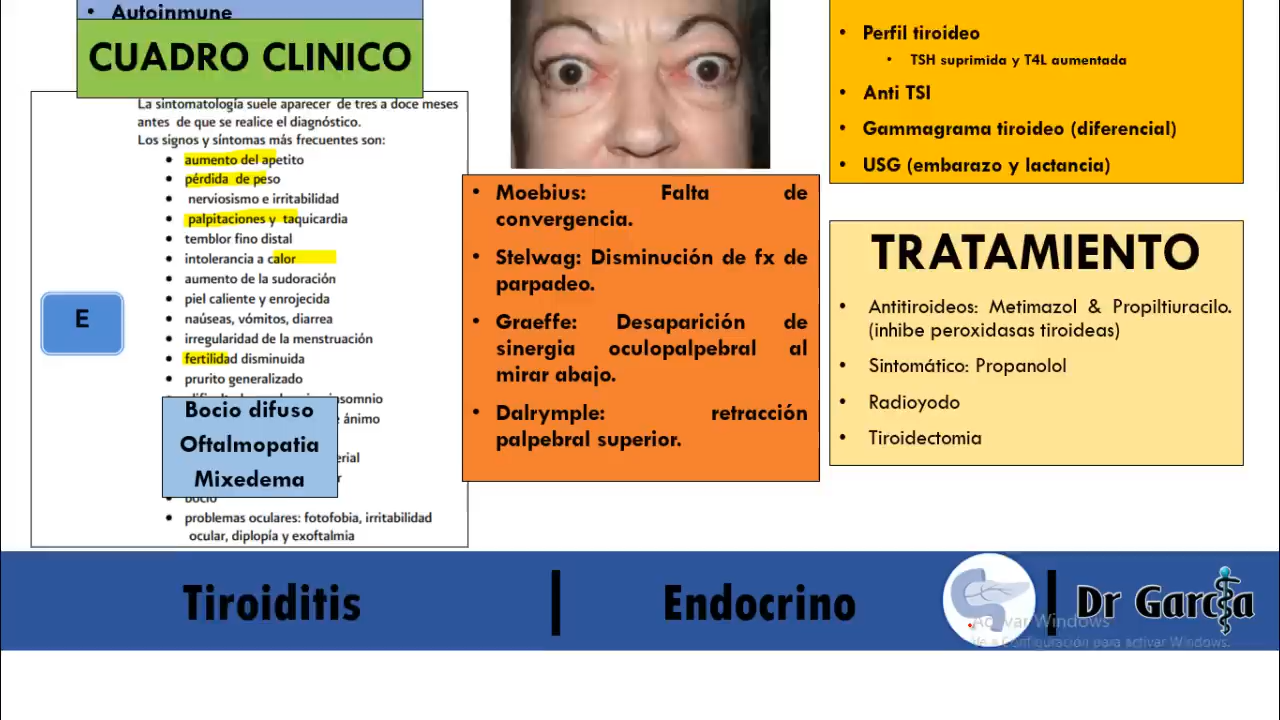 • Autoinmune
CUADRO CLINICO
La sintomatología suele aparecer de tres a doce meses
antes de que se realice el diagnóstico.
Los signos y síntomas más frecuentes son:
• aumento del apetito
• pérdida de peso
• nerviosismo e irritabilidad
• palpitaciones y taquicardia
• temblor fino distal
• intolerancia a calor
• aumento de la sudoración
• piel caliente y enrojecida
• naúseas, vómitos, diarrea
• irregularidad de la menstruación
• fertilidad disminuida
• prurito generalizado
ánimo
• bocio
• problemas oculares: fotofobia, irritabilidad
ocular, diplopía y exoftalmia
E
Bocio difuso
Oftalmopatia
Mixedema
• Moebius: Falta de
convergencia.
• Stelwag: Disminución de fx de
parpadeo.
• Graeffe: Desaparición de
sinergia oculopalpebral al
mirar abajo.
• Dalrymple: retracción
palpebral superior.
• Perfil tiroideo
• TSH suprimida y T4L aumentada
• Anti TSI
• Gammagrama tiroideo (diferencial)
• USG (embarazo y lactancia)
TRATAMIENTO
• Antitiroideos: Metimazol & Propiltiuracilo.
(inhibe peroxidasas tiroideas)
• Sintomático: Propanolol
• Radioyodo
• Tiroidectomia
Tiroiditis | Endocrino | Dr García
Activar Windows
Ve a Configuración para activar Windows.